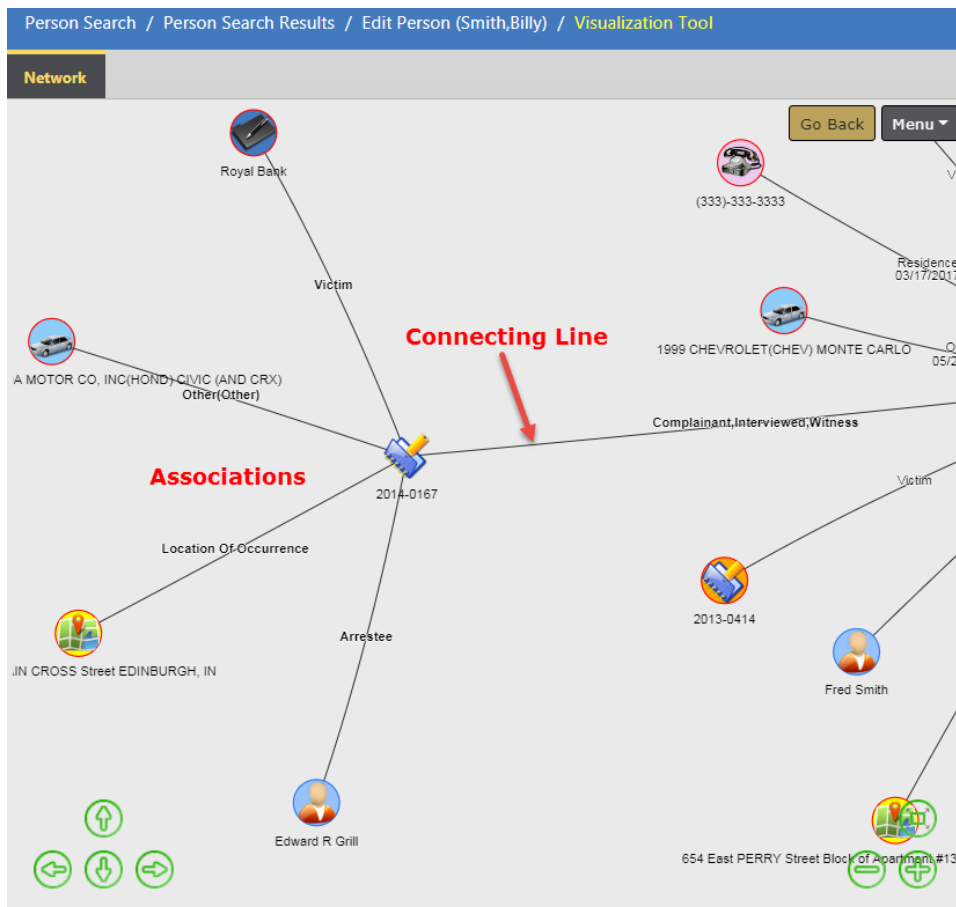 Person Search / Person Search Results / Edit Person (Smith,Billy) / Visualization Tool
Network
Go Back
Menu
Royal Bank
V
(333)-333-3333
Residence
03/17/2017
Victim
Connecting Line
1999 CHEVROLET(CHEV) MONTE CARLO
O
05/2
A MOTOR CO, INC(HOND) CIVIC (AND CRX)
Other(Other)
Complainant,Interviewed,Witness
Associations
2014-0167
Victim
Location Of Occurrence
2013-0414
Arrestee
IN CROSS Street EDINBURGH, IN
Fred Smith
Edward R Grill
654 East PERRY Street Block of Apartment #13